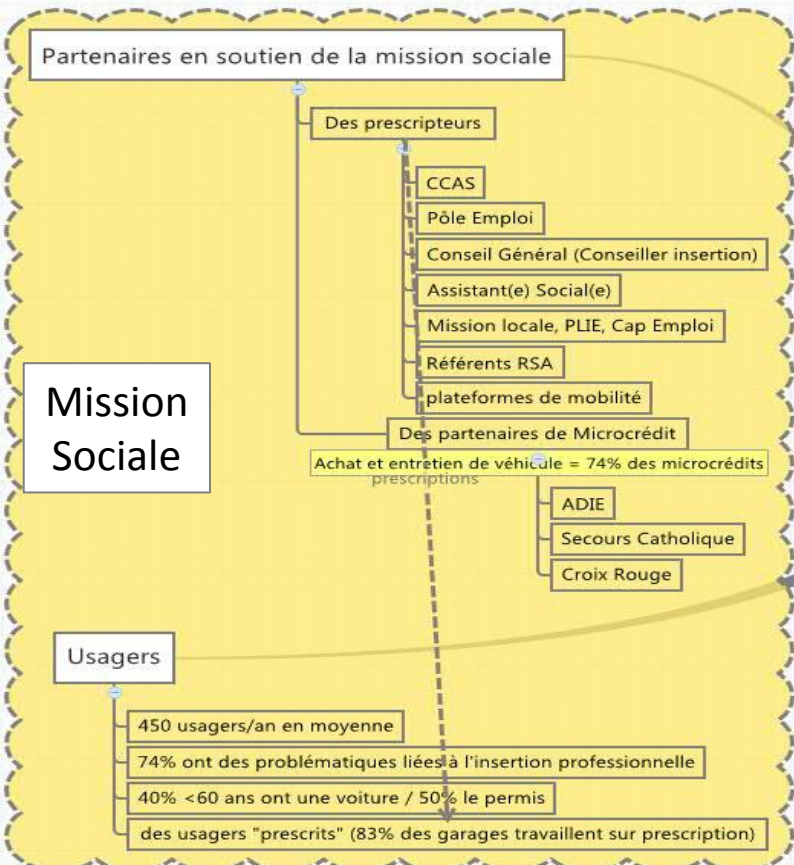 Partenaires en soutien de la mission sociale
Des prescripteurs
CCAS
Pôle Emploi
Conseil Général (Conseiller insertion)
Assistant(e) Social(e)
Mission locale, PLIE, Cap Emploi
Référents RSA
plateformes de mobilité
Mission
Sociale
Des partenaires de Microcrédit
Achat et entretien de véhicule = 74% des microcrédits
prescriptions
ADIE
Secours Catholique
Croix Rouge
Usagers
450 usagers/an en moyenne
74% ont des problématiques liées à l'insertion professionnelle
40% <60 ans ont une voiture / 50% le permis
des usagers "prescrits" (83% des garages travaillent sur prescription)